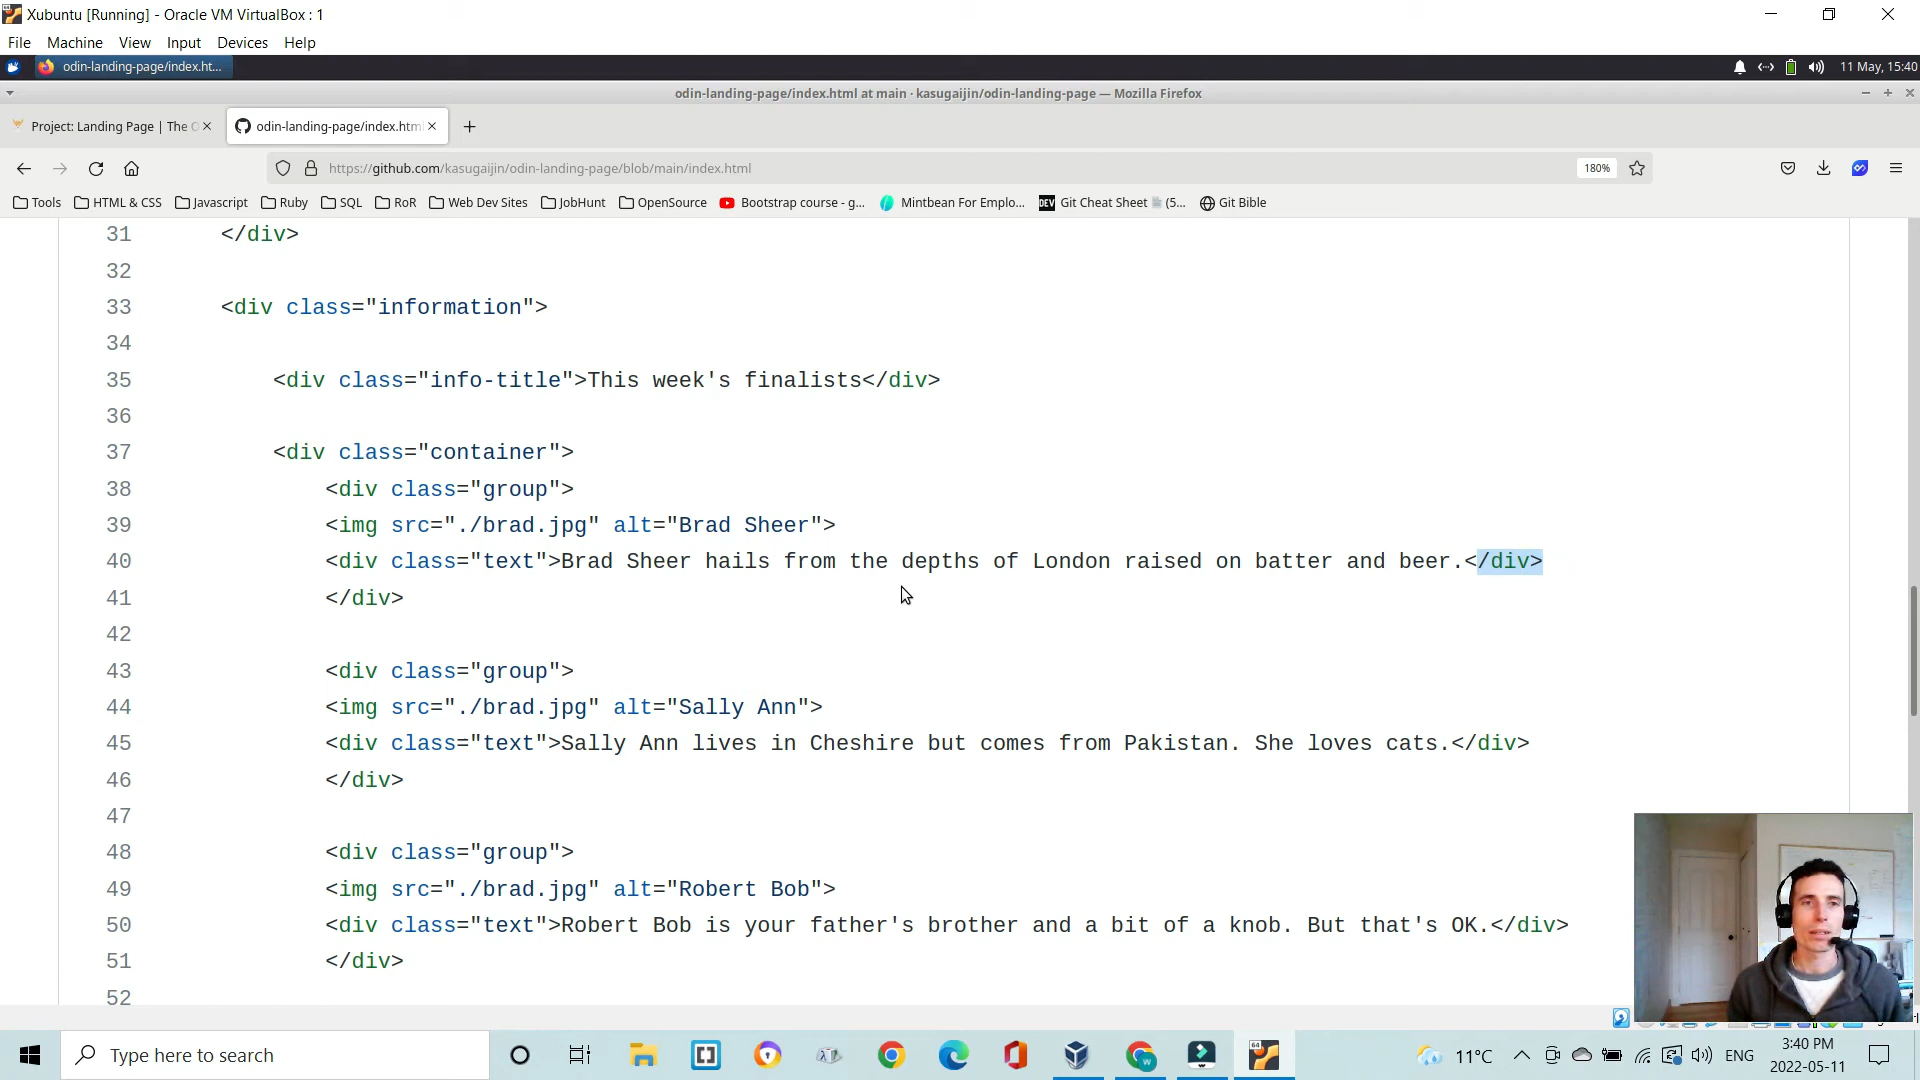 Xubuntu [Running] - Oracle VM VirtualBox : 1
File Machine View Input Devices Help
odin-landing-page/index.ht...
11 May, 15:40
odin-landing-page/index.html at main · kasugaijin/odin-landing-page — Mozilla Firefox
Project: Landing Page | The O
odin-landing-page/index.html
https://github.com/kasugaijin/odin-landing-page/blob/main/index.html
180%
Tools HTML & CSS Javascript Ruby SQL RoR Web Dev Sites JobHunt OpenSource Bootstrap course - g... Mintbean For Emplo... DEV Git Cheat Sheet (5... Git Bible
31 </div>
32
33 <div class="information">
34
35 <div class="info-title">This week's finalists</div>
36
37 <div class="container">
38 <div class="group">
39 <img src="./brad.jpg" alt="Brad Sheer">
40 <div class="text">Brad Sheer hails from the depths of London raised on batter and beer.</div>
41 </div>
42
43 <div class="group">
44 <img src="./brad.jpg" alt="Sally Ann">
45 <div class="text">Sally Ann lives in Cheshire but comes from Pakistan. She loves cats.</div>
46 </div>
47
48 <div class="group">
49 <img src="./brad.jpg" alt="Robert Bob">
50 <div class="text">Robert Bob is your father's brother and a bit of a knob. But that's OK.</div>
51 </div>
52
Type here to search
11°C
ENG
3:40 PM
2022-05-11